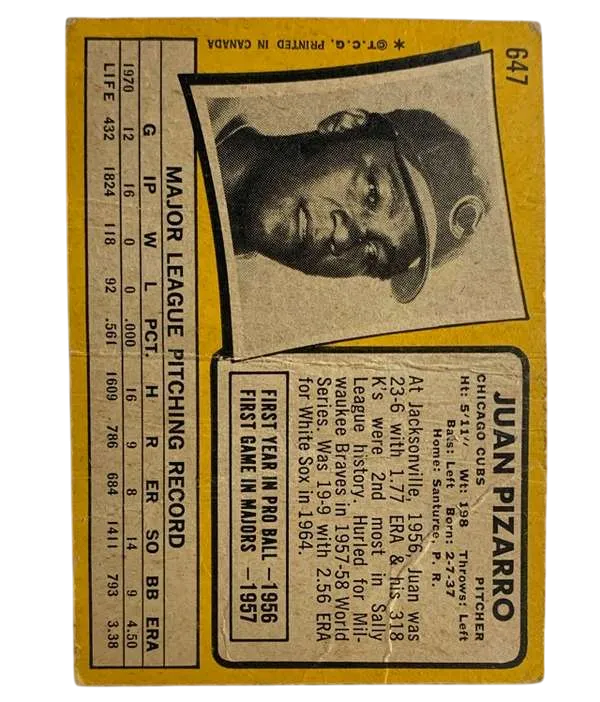 647
JUAN PIZARRO
CHICAGO CUBS PITCHER
Ht: 5'11" Wt: 198 Throws: Left
Bats: Left Born: 2-7-37
Home: Santurce, P. R.
At Jacksonville, 1956, Juan was
23-6 with 1.77 ERA & his 318
K's were 2nd most in Sally
League history. Hurled for Mil-
waukee Braves in 1957-58 World
Series. Was 19-9 with 2.56 ERA
for White Sox in 1964.
FIRST YEAR IN PRO BALL –1956
FIRST GAME IN MAJORS –1957
C
MAJOR LEAGUE PITCHING RECORD
G IP W L PCT. H R ER SO BB ERA
1970 12 16 0 0 .000 16 9 8 14 9 4.50
LIFE 432 1824 118 92 .561 1609 786 684 1411 793 3.38
* © T.C.G. PRINTED IN CANADA